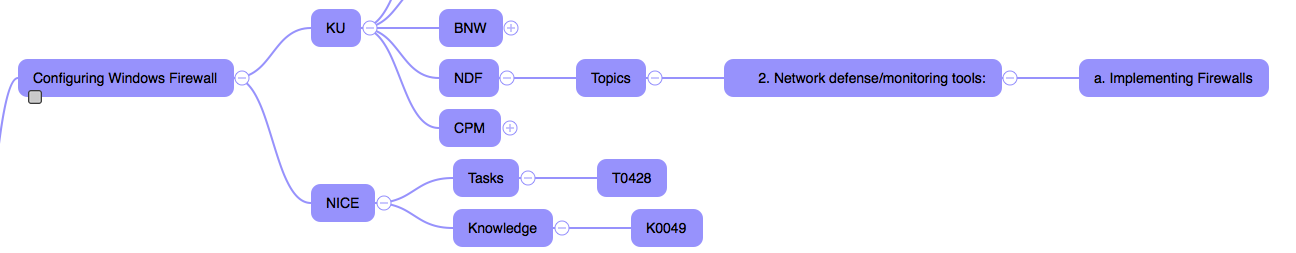 KU
BNW
Configuring Windows Firewall
NDF
Topics
2. Network defense/monitoring tools:
a. Implementing Firewalls
CPM
Tasks
T0428
NICE
Knowledge
K0049